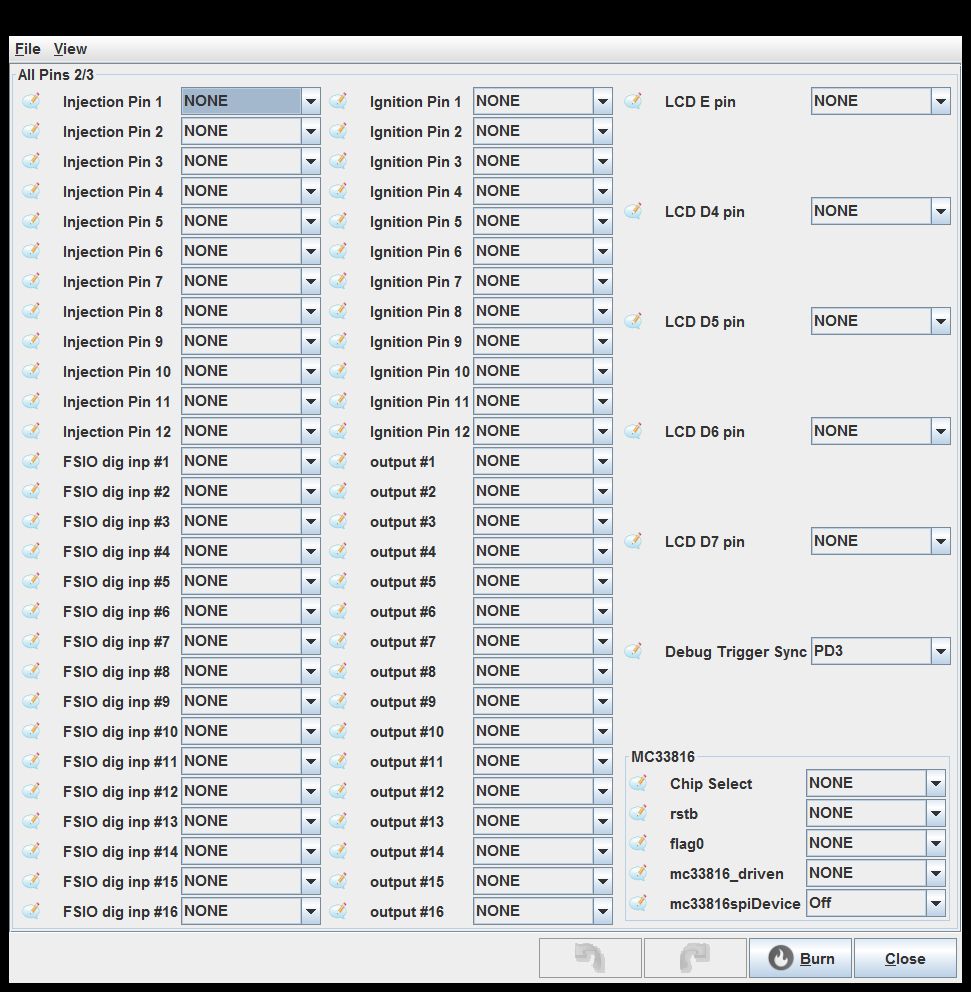 File View
All Pins 2/3
Injection Pin 1 NONE Ignition Pin 1 NONE LCD E pin NONE
Injection Pin 2 NONE Ignition Pin 2 NONE
Injection Pin 3 NONE Ignition Pin 3 NONE
Injection Pin 4 NONE Ignition Pin 4 NONE
Injection Pin 5 NONE Ignition Pin 5 NONE LCD D4 pin NONE
Injection Pin 6 NONE Ignition Pin 6 NONE
Injection Pin 7 NONE Ignition Pin 7 NONE
Injection Pin 8 NONE Ignition Pin 8 NONE LCD D5 pin NONE
Injection Pin 9 NONE Ignition Pin 9 NONE
Injection Pin 10 NONE Ignition Pin 10 NONE
Injection Pin 11 NONE Ignition Pin 11 NONE
Injection Pin 12 NONE Ignition Pin 12 NONE LCD D6 pin NONE
FSIO dig inp #1 NONE output #1 NONE
FSIO dig inp #2 NONE output #2 NONE
FSIO dig inp #3 NONE output #3 NONE
FSIO dig inp #4 NONE output #4 NONE LCD D7 pin NONE
FSIO dig inp #5 NONE output #5 NONE
FSIO dig inp #6 NONE output #6 NONE
FSIO dig inp #7 NONE output #7 NONE Debug Trigger Sync PD3
FSIO dig inp #8 NONE output #8 NONE
FSIO dig inp #9 NONE output #9 NONE
FSIO dig inp #10 NONE output #10 NONE
FSIO dig inp #11 NONE output #11 NONE MC33816
FSIO dig inp #12 NONE output #12 NONE Chip Select NONE
FSIO dig inp #13 NONE output #13 NONE rstb NONE
FSIO dig inp #14 NONE output #14 NONE flag0 NONE
FSIO dig inp #15 NONE output #15 NONE mc33816_driven NONE
FSIO dig inp #16 NONE output #16 NONE mc33816spiDevice Off
Burn Close